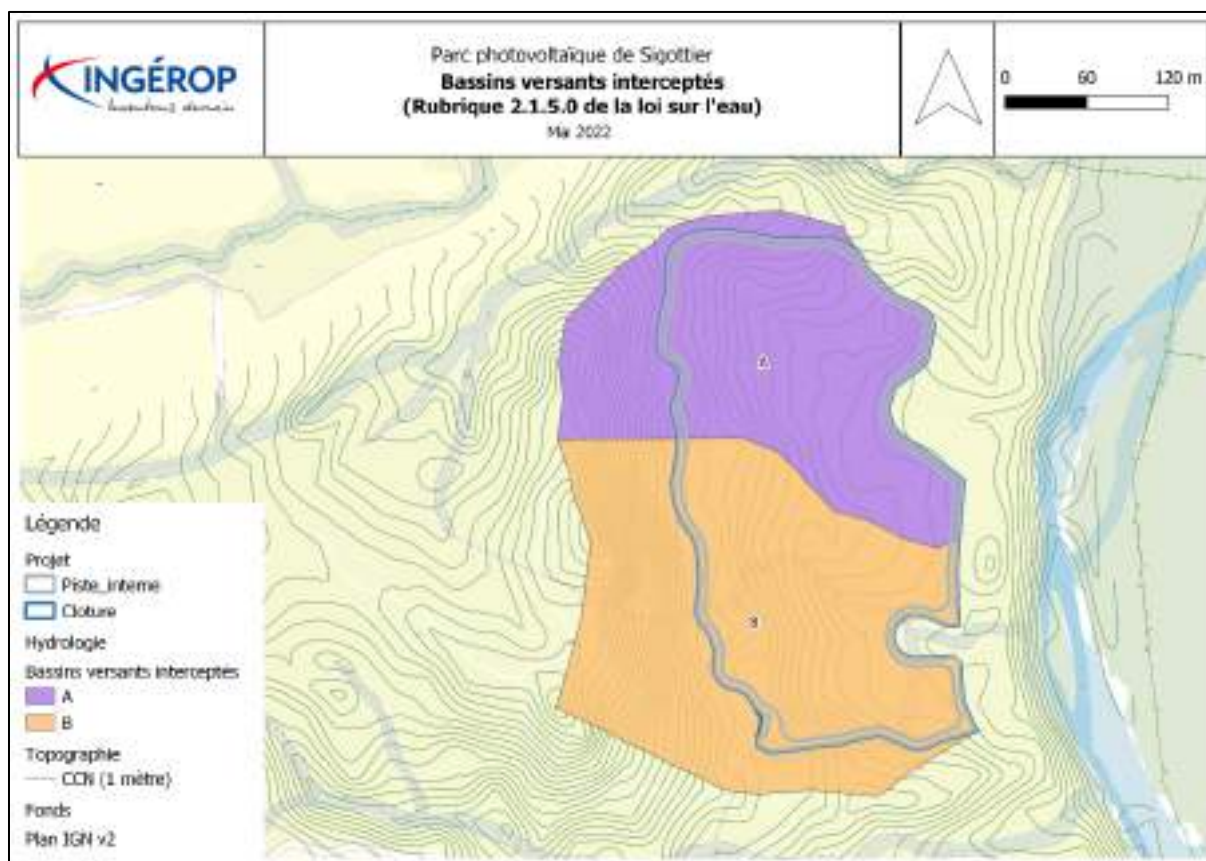 INGÉROP
Inventons demain
Parc photovoltaïque de Sigottier
Bassins versants interceptés
(Rubrique 2.1.5.0 de la loi sur l'eau)
Mai 2022
0 60 120 m
A
B
Légende
Projet
Piste_interne
Cloture
Hydrologie
Bassins versants interceptés
A
B
Topographie
CCN (1 mètre)
Fonds
Plan IGN v2